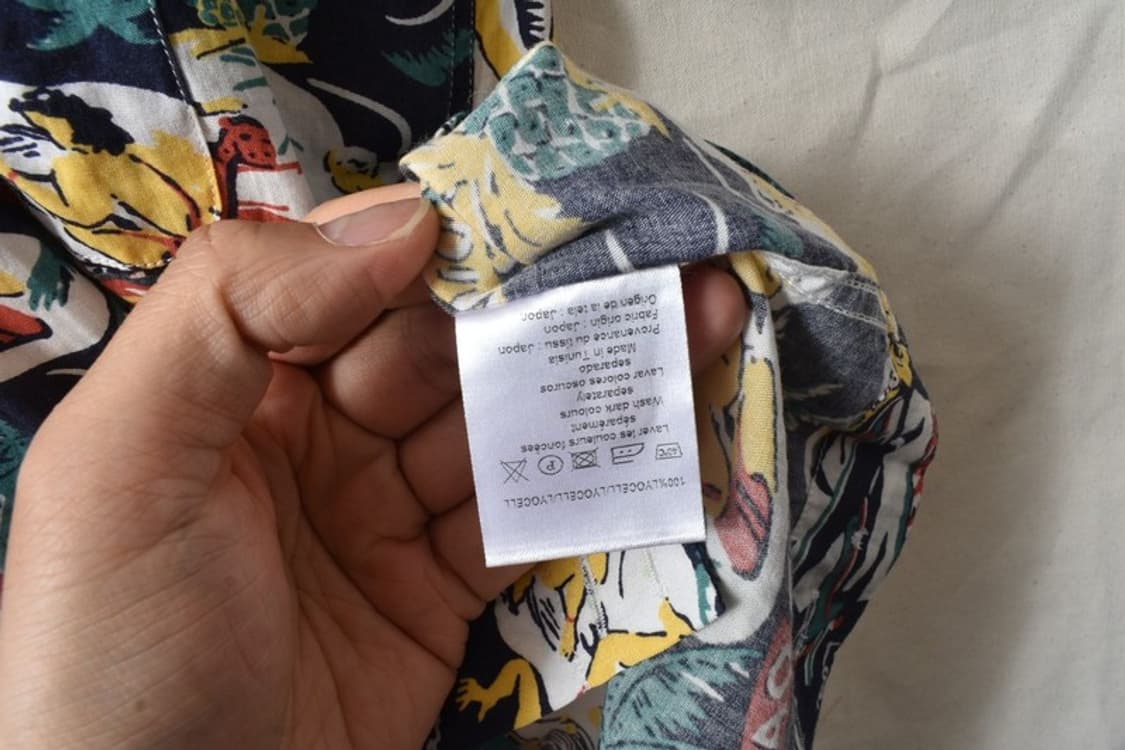 100%LYOCELL/LYOCELL/LYOCELL
40°C P
Laver les couleurs foncées
séparément
Wash dark colours
separately
Lavar colores oscuros
separado
Made in Tunisia
Provenance du tissu : Japon
Fabric origin : Japon
Origen de la tela : Japon